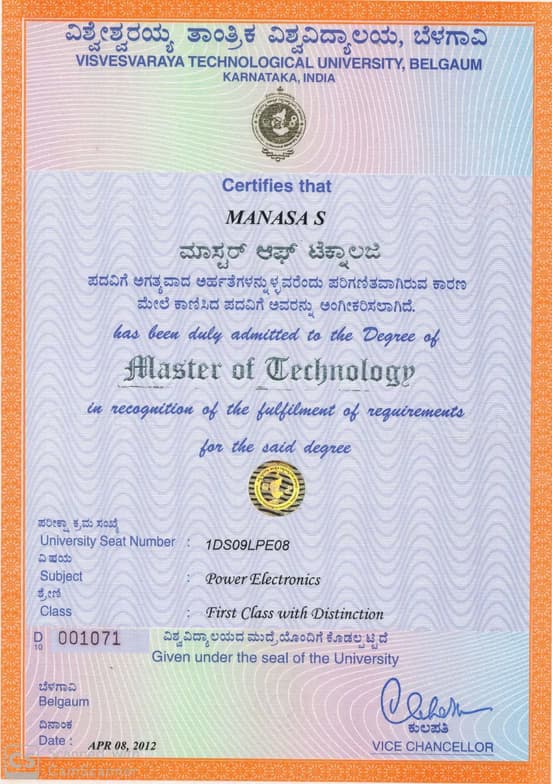 ವಿಶ್ವೇಶ್ವರಯ್ಯ ತಾಂತ್ರಿಕ ವಿಶ್ವವಿದ್ಯಾಲಯ, ಬೆಳಗಾವಿ
VISVESVARAYA TECHNOLOGICAL UNIVERSITY, BELGAUM
KARNATAKA, INDIA
Certifies that
MANASA S
ಮಾಸ್ಟರ್ ಆಫ್ ಟೆಕ್ನಾಲಜಿ
ಪದವಿಗೆ ಅಗತ್ಯವಾದ ಅರ್ಹತೆಗಳನ್ನುಳ್ಳವರೆಂದು ಪರಿಗಣಿತವಾಗಿರುವ ಕಾರಣ
ಮೇಲೆ ಕಾಣಿಸಿದ ಪದವಿಗೆ ಅವರನ್ನು ಅಂಗೀಕರಿಸಲಾಗಿದೆ.
has been duly admitted to the Degree of
Master of Technology
in recognition of the fulfilment of requirements
for the said degree
ಪರೀಕ್ಷಾ ಕ್ರಮ ಸಂಖ್ಯೆ
University Seat Number : 1DS09LPE08
ವಿಷಯ
Subject : Power Electronics
ಶ್ರೇಣಿ
Class : First Class with Distinction
D 10 001071
ವಿಶ್ವವಿದ್ಯಾಲಯದ ಮುದ್ರೆಯೊಂದಿಗೆ ಕೊಡಲ್ಪಟ್ಟಿದೆ
Given under the seal of the University
ಬೆಳಗಾವಿ
Belgaum
ದಿನಾಂಕ
Date : APR 08, 2012
ಕುಲಪತಿ
VICE CHANCELLOR
CS